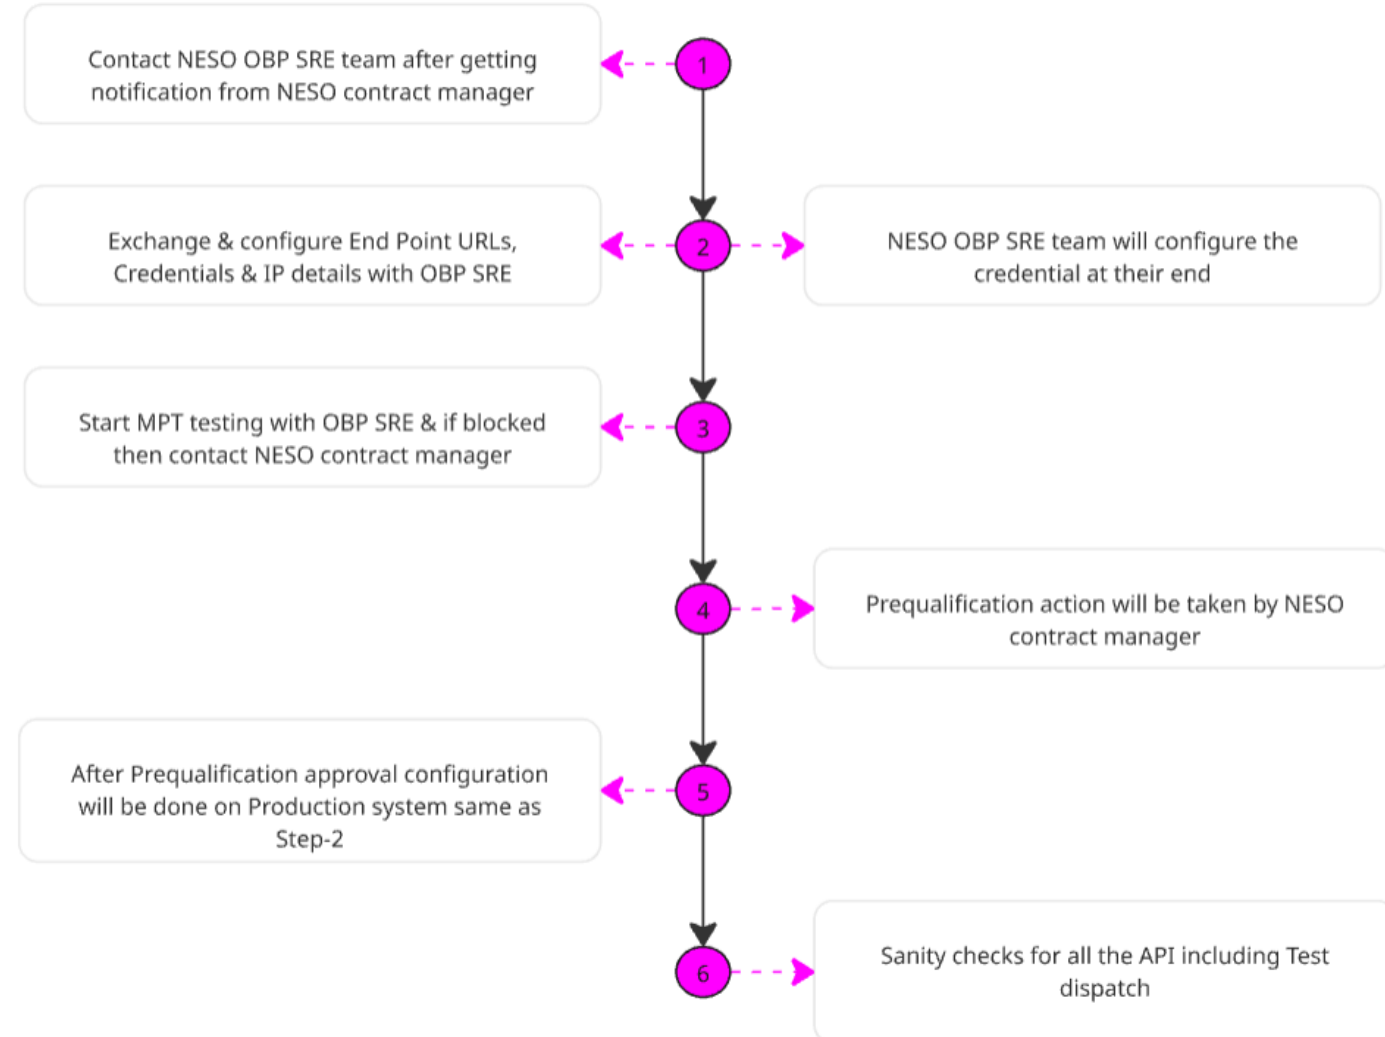 Contact NESO OBP SRE team after getting
notification from NESO contract manager
1
Exchange & configure End Point URLs,
Credentials & IP details with OBP SRE
2
NESO OBP SRE team will configure the
credential at their end
Start MPT testing with OBP SRE & if blocked
then contact NESO contract manager
3
4
Prequalification action will be taken by NESO
contract manager
After Prequalification approval configuration
will be done on Production system same as
Step-2
5
6
Sanity checks for all the API including Test
dispatch